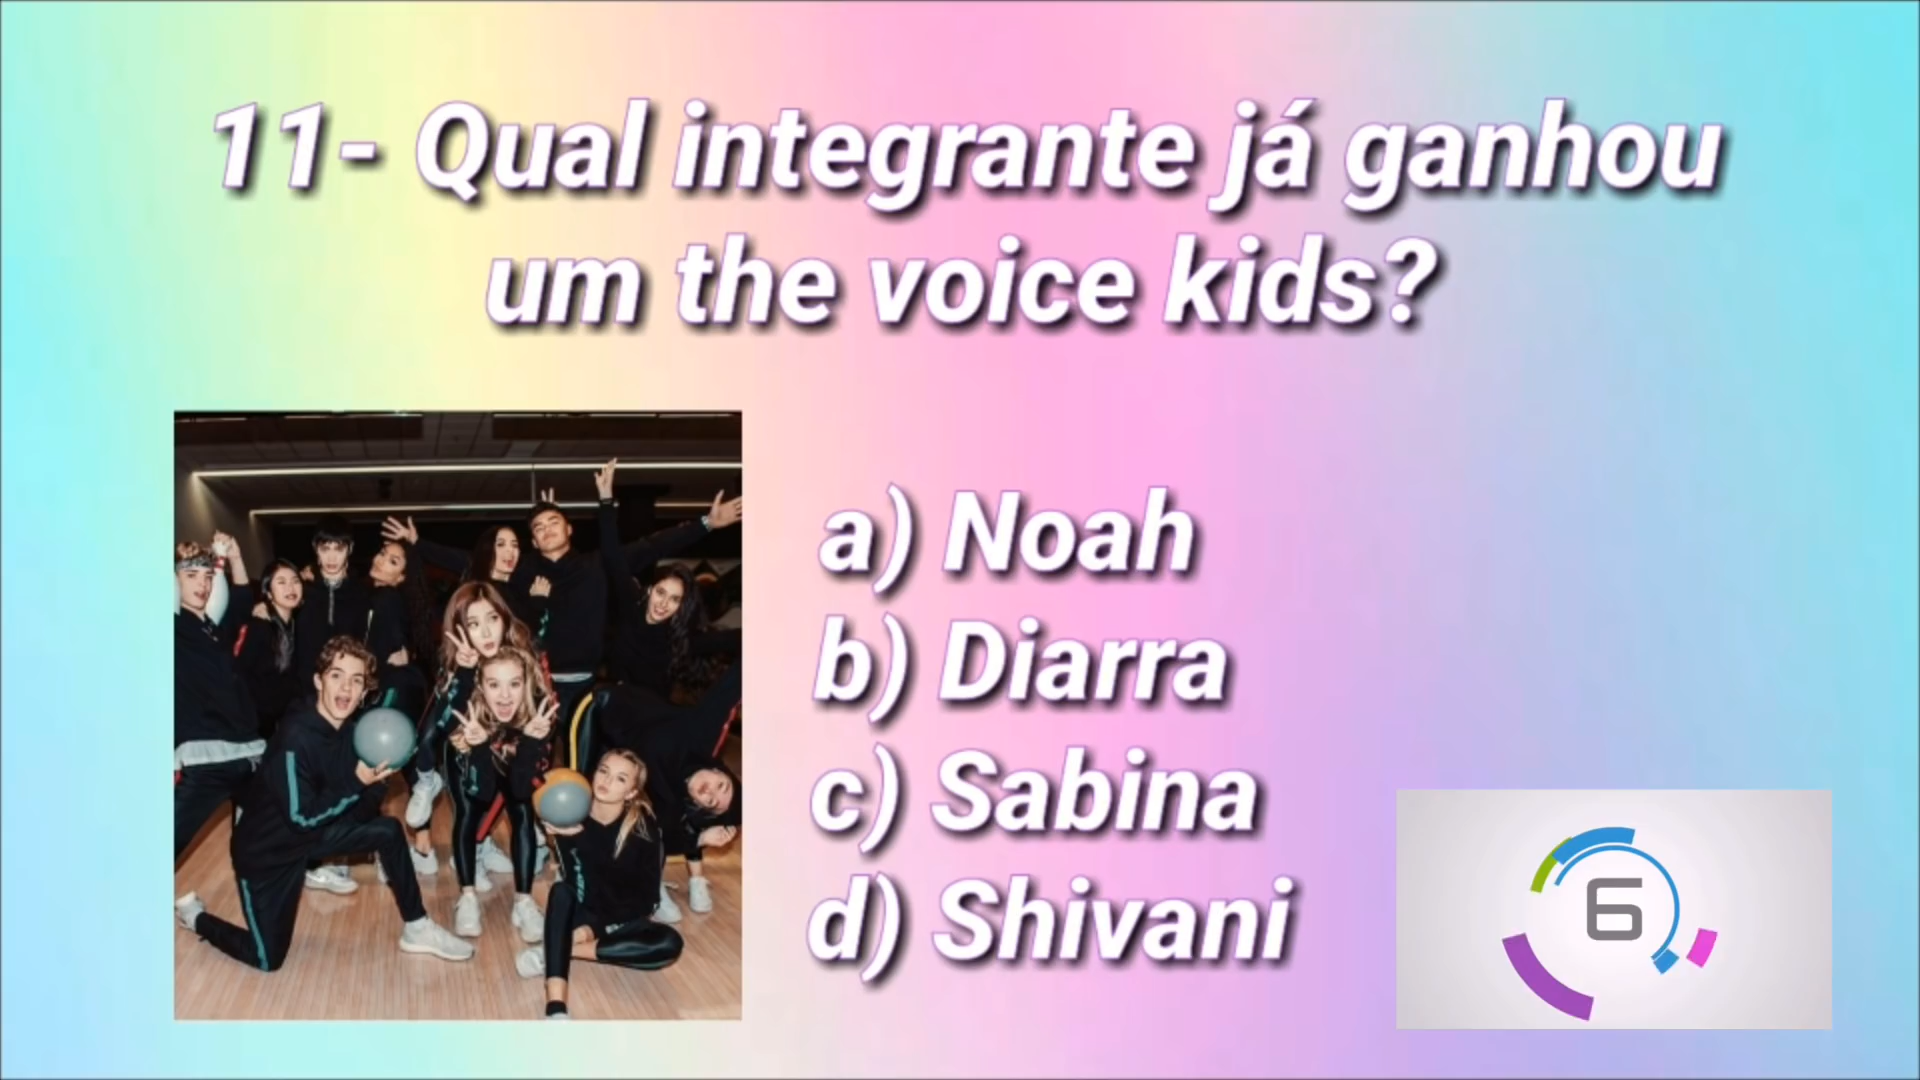 11- Qual integrante já ganhou
um the voice kids?
a) Noah
b) Diarra
c) Sabina
d) Shivani
6